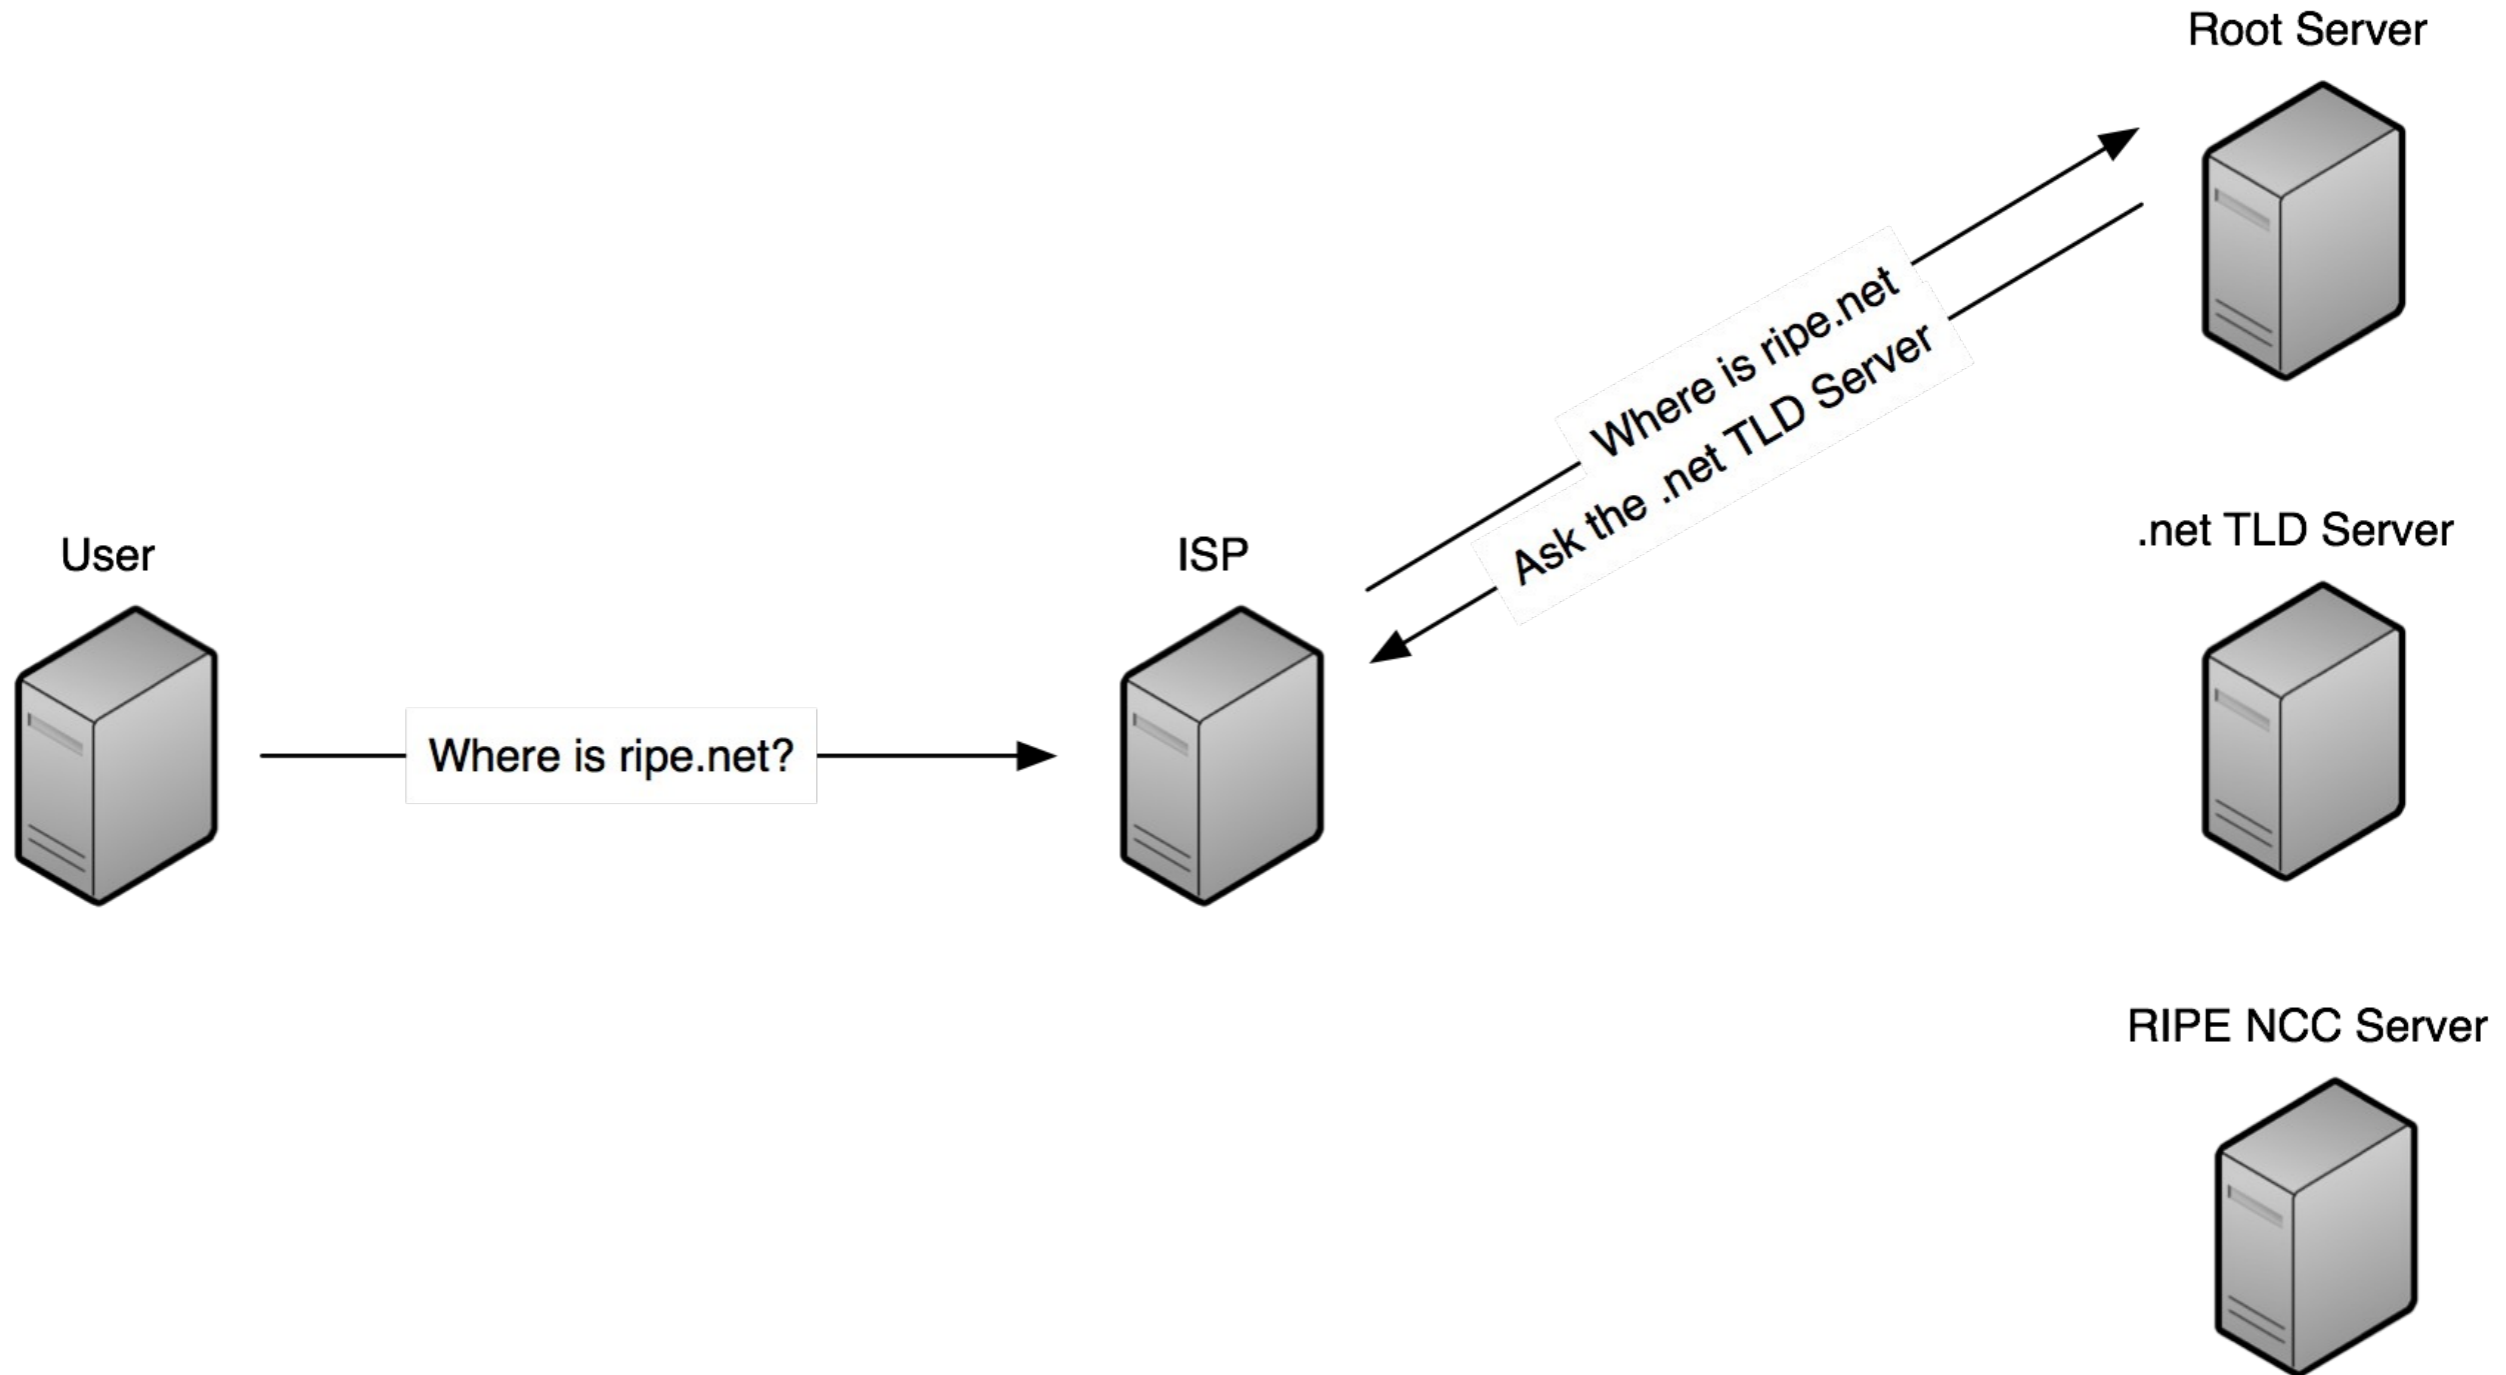 Root Server
Where is ripe.net
Ask the .net TLD Server
.net TLD Server
User
ISP
Where is ripe.net?
RIPE NCC Server